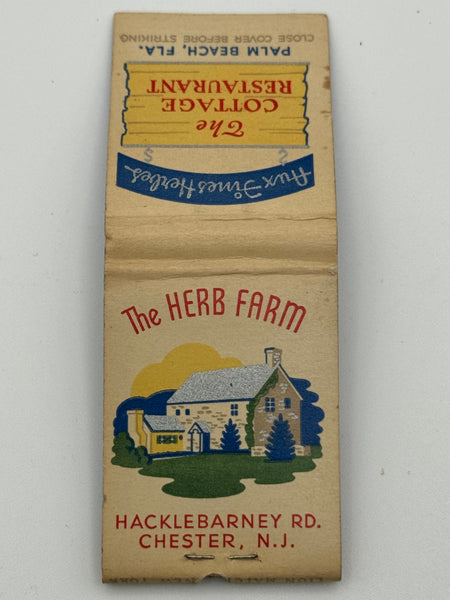 CLOSE COVER BEFORE STRIKING
PALM BEACH, FLA.
The
COTTAGE
RESTAURANT
Aux Fines Herbes
The HERB FARM
HACKLEBARNEY RD.
CHESTER, N.J.